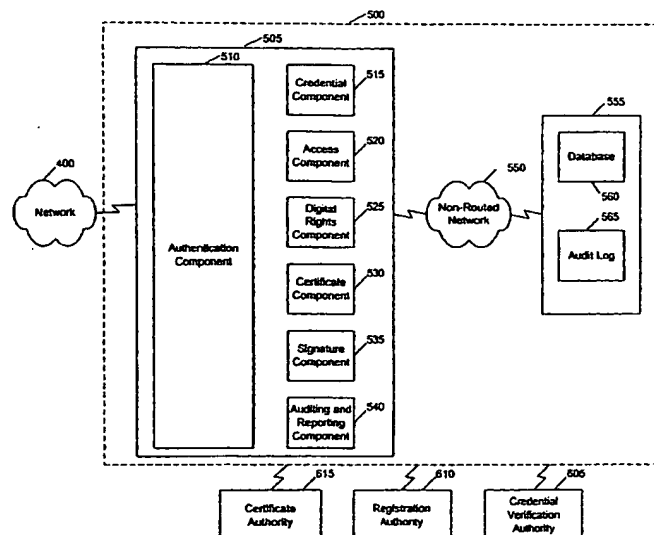 500
505
510
515
Credential
Component
520
Access
Component
525
Digital
Rights
Component
530
Certificate
Component
535
Signature
Component
540
Auditing and
Reporting
Component
Authentication
Component
400
Network
550
Non-Routed
Network
555
Database
560
565
Audit Log
615
Certificate
Authority
610
Registration
Authority
605
Credential
Verification
Authority